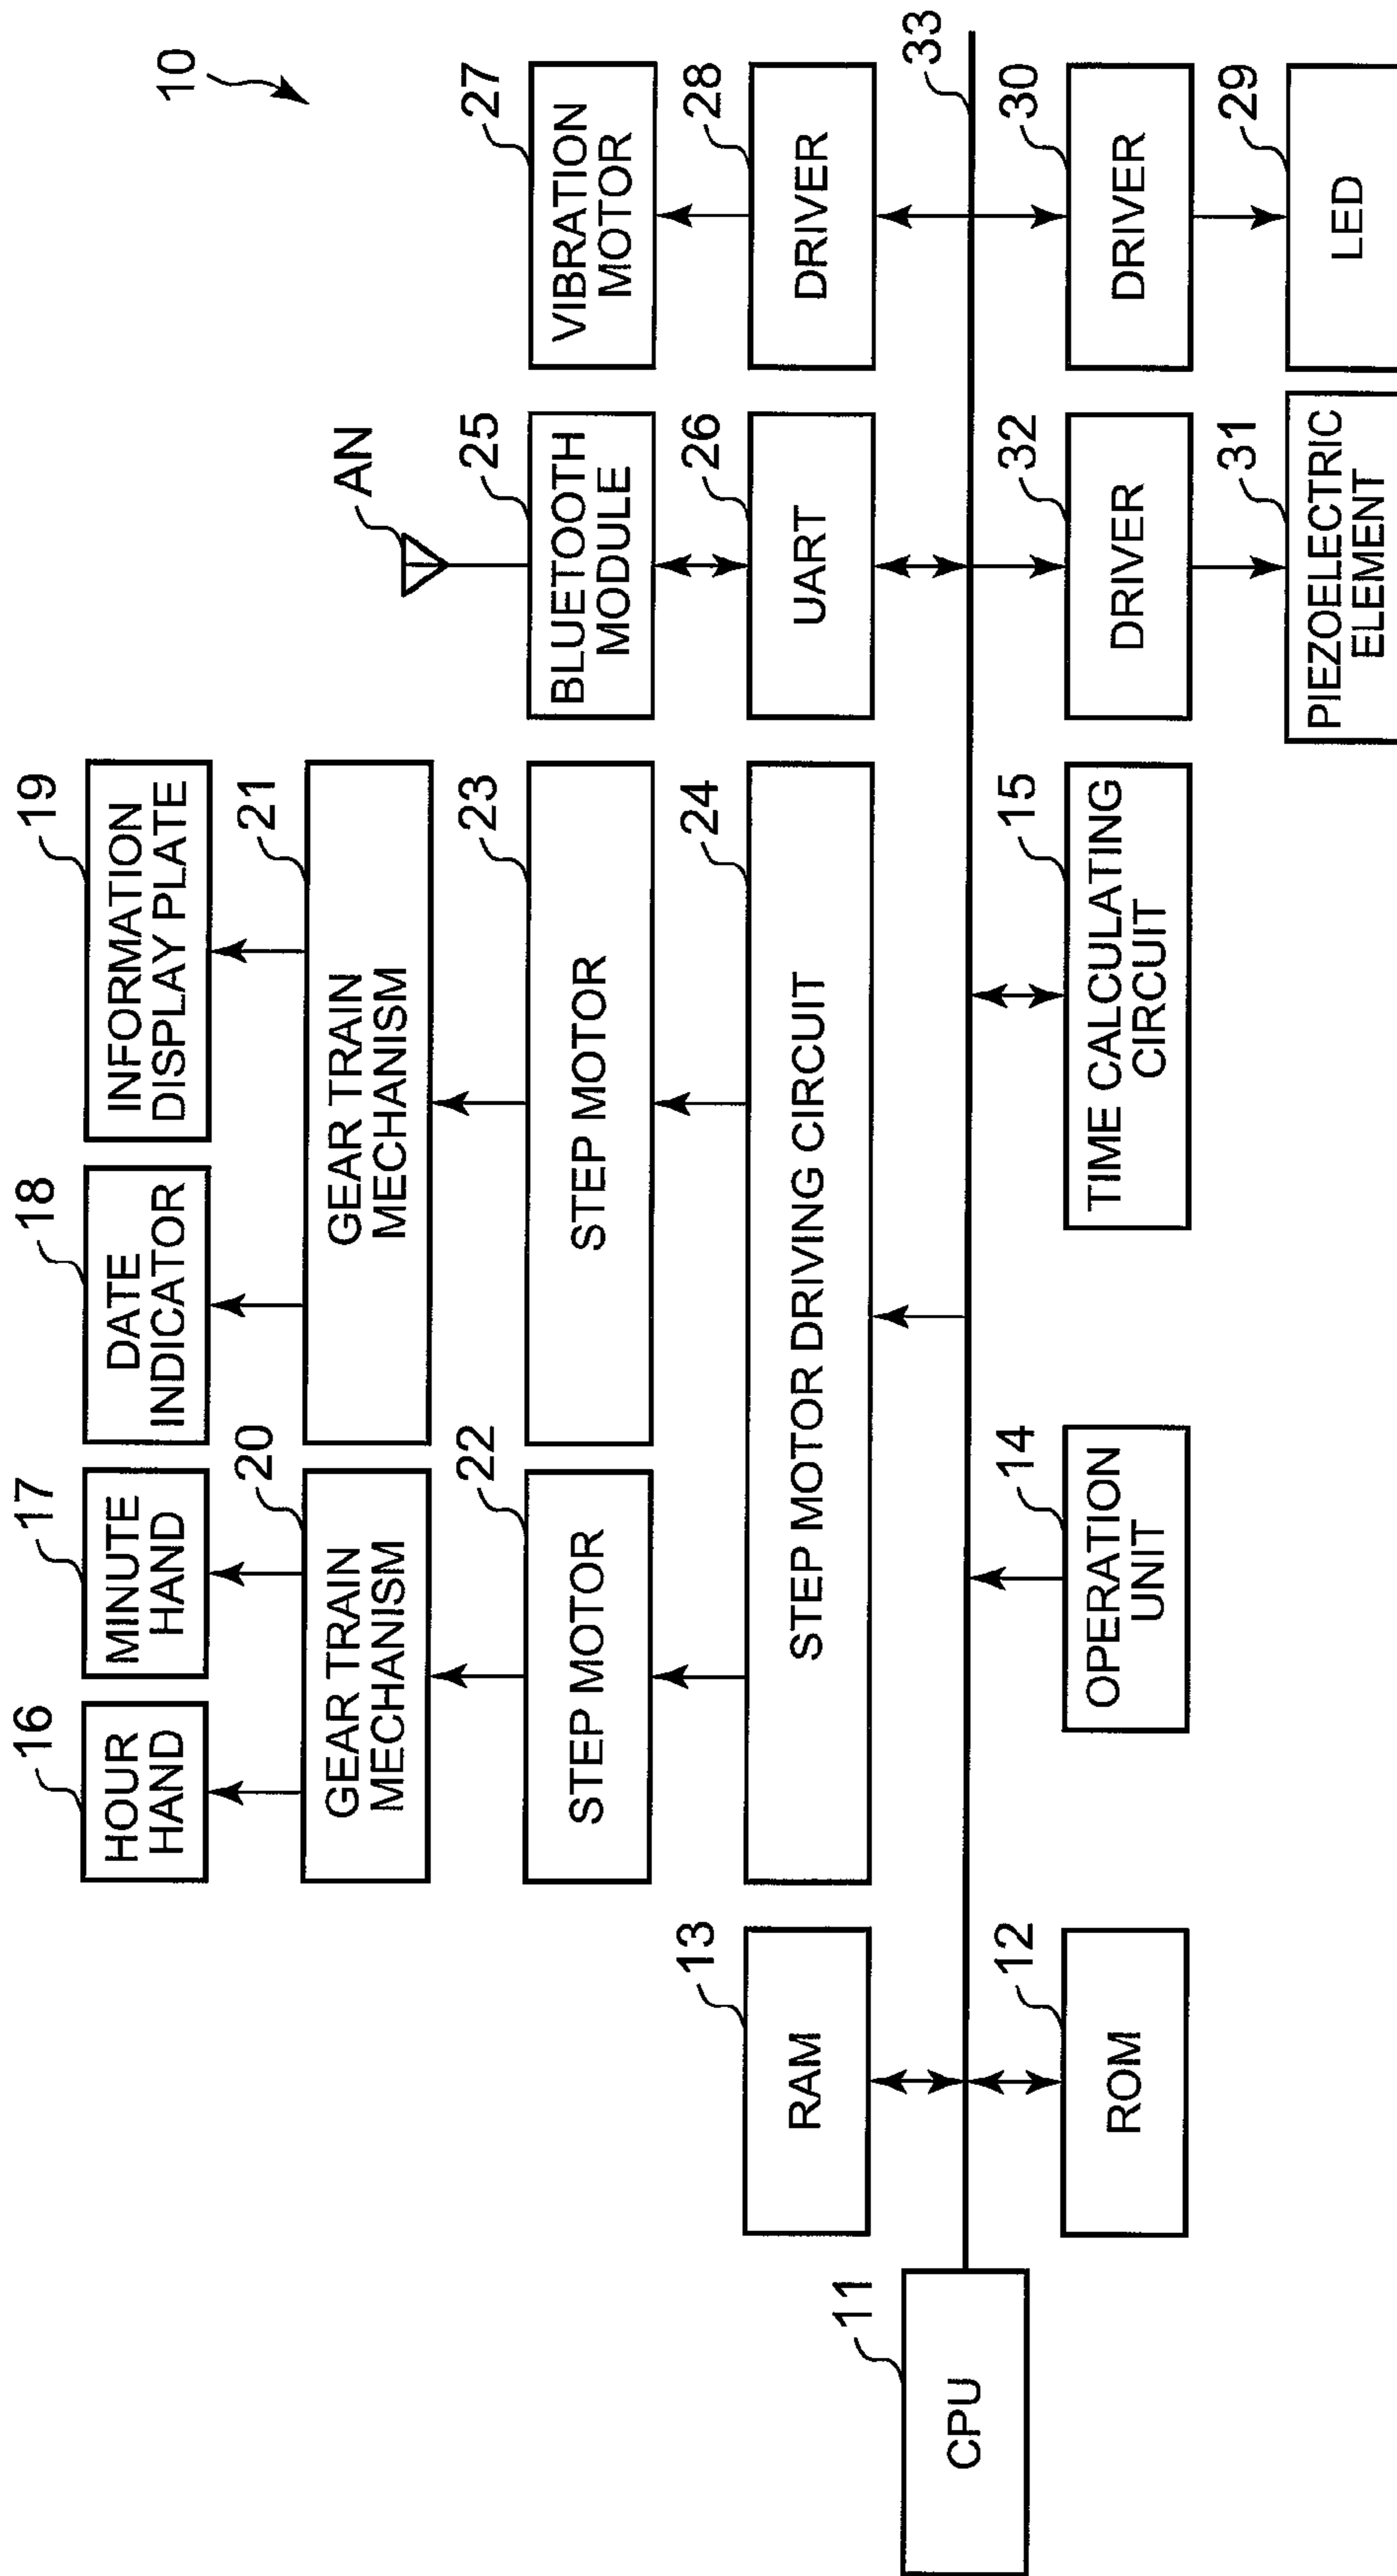 10
19
INFORMATION
DISPLAY PLATE
18
DATE
INDICATOR
17
MINUTE
HAND
16
HOUR
HAND
21
GEAR TRAIN
MECHANISM
20
GEAR TRAIN
MECHANISM
AN
27
VIBRATION
MOTOR
25
BLUETOOTH
MODULE
23
STEP MOTOR
22
STEP MOTOR
28
DRIVER
26
UART
24
STEP MOTOR DRIVING CIRCUIT
13
RAM
33
11
CPU
30
DRIVER
32
DRIVER
15
TIME CALCULATING
CIRCUIT
14
OPERATION
UNIT
12
ROM
29
LED
31
PIEZOELECTRIC
ELEMENT